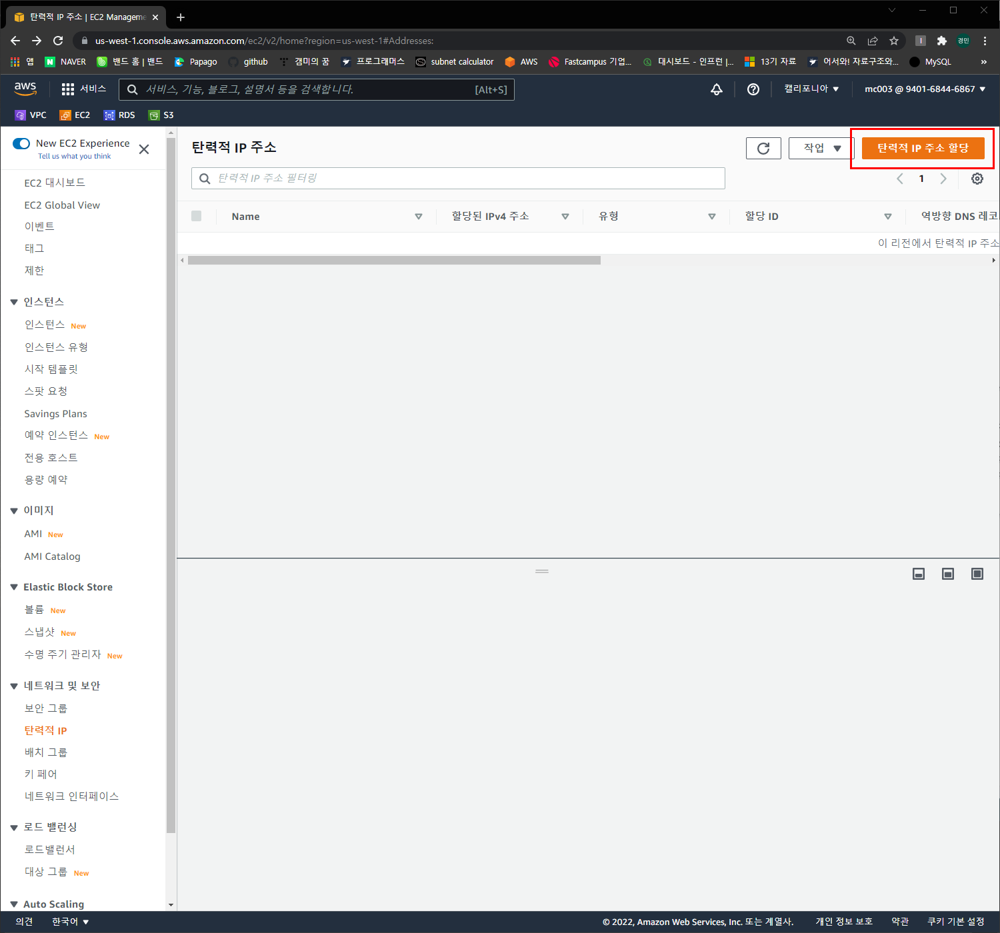 탄력적 IP 주소 | EC2 Manageme
us-west-1.console.aws.amazon.com/ec2/v2/home?region=us-west-1#Addresses:
경민
앱 NAVER 밴드 홈 | 밴드 Papago github 캠미의 꿈 프로그래머스 subnet calculator AWS Fastcampus 기업... 대시보드 - 인프런 |... 13기 자료 어서와! 자료구조와... MySQL »
aws 서비스 서비스, 기능, 블로그, 설명서 등을 검색합니다. [Alt+S] 캘리포니아 mc003 @ 9401-6844-6867
VPC EC2 RDS S3
New EC2 Experience
Tell us what you think
EC2 대시보드
EC2 Global View
이벤트
태그
제한
인스턴스
인스턴스 New
인스턴스 유형
시작 템플릿
스팟 요청
Savings Plans
예약 인스턴스 New
전용 호스트
용량 예약
이미지
AMI New
AMI Catalog
Elastic Block Store
볼륨 New
스냅샷 New
수명 주기 관리자 New
네트워크 및 보안
보안 그룹
탄력적 IP
배치 그룹
키 페어
네트워크 인터페이스
로드 밸런싱
로드밸런서
대상 그룹 New
Auto Scaling
탄력적 IP 주소
작업
탄력적 IP 주소 할당
탄력적 IP 주소 필터링
1
Name 할당된 IPv4 주소 유형 할당 ID 역방향 DNS 레코
이 리전에서 탄력적 IP 주소
의견 한국어 © 2022, Amazon Web Services, Inc. 또는 계열사. 개인 정보 보호 약관 쿠키 기본 설정